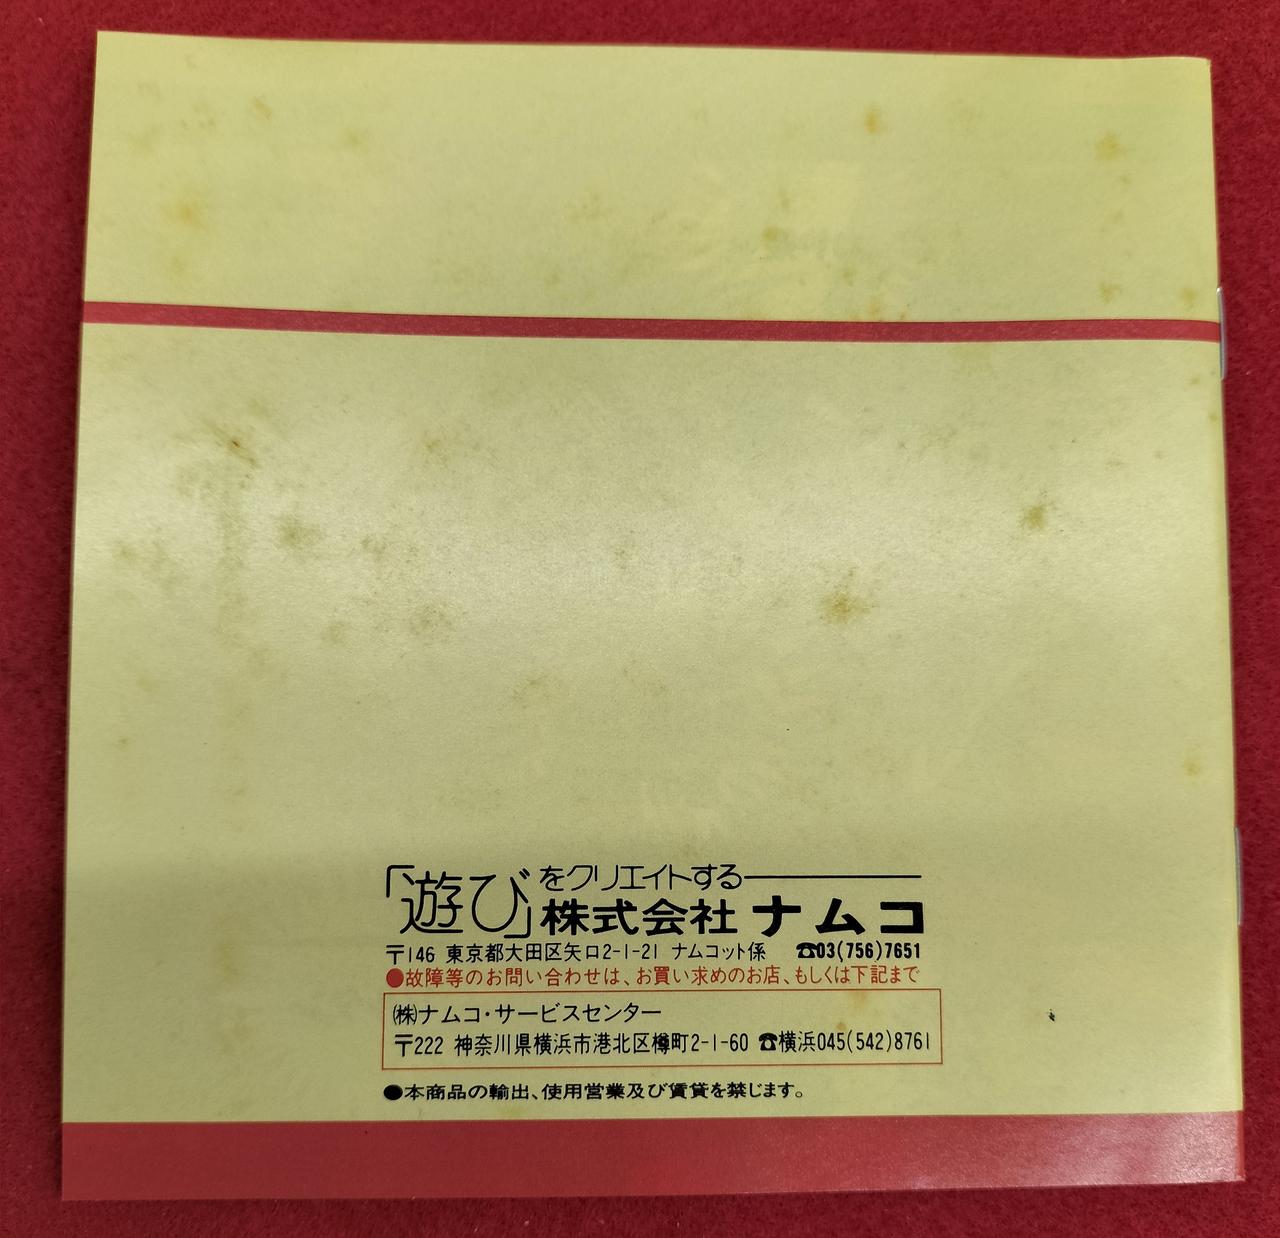 「遊び」をクリエイトする
株式会社 ナムコ
〒146 東京都大田区矢口2-1-21 ナムコット係 ☎03(756)7651
●故障等のお問い合わせは、お買い求めのお店、もしくは下記まで
㈱ナムコ・サービスセンター
〒222 神奈川県横浜市港北区樽町2-1-60 ☎横浜045(542)8761
●本商品の輸出、使用営業及び賃貸を禁じます。